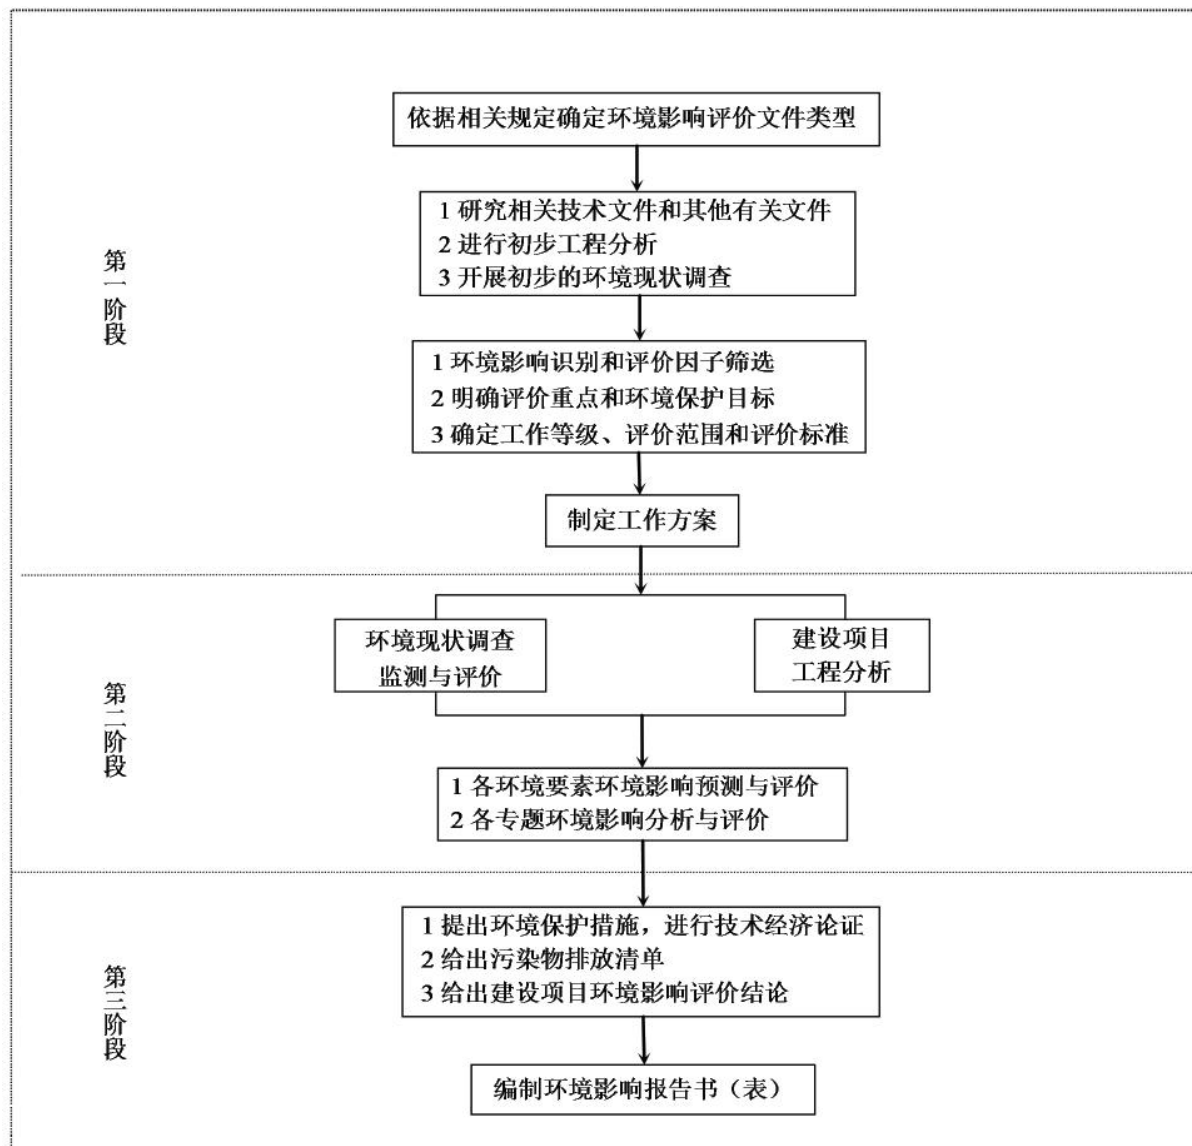 依据相关规定确定环境影响评价文件类型
第一阶段
1 研究相关技术文件和其他有关文件
2 进行初步工程分析
3 开展初步的环境现状调查
1 环境影响识别和评价因子筛选
2 明确评价重点和环境保护目标
3 确定工作等级、评价范围和评价标准
制定工作方案
第二阶段
环境现状调查
监测与评价
建设项目
工程分析
1 各环境要素环境影响预测与评价
2 各专题环境影响分析与评价
第三阶段
1 提出环境保护措施，进行技术经济论证
2 给出污染物排放清单
3 给出建设项目环境影响评价结论
编制环境影响报告书（表）